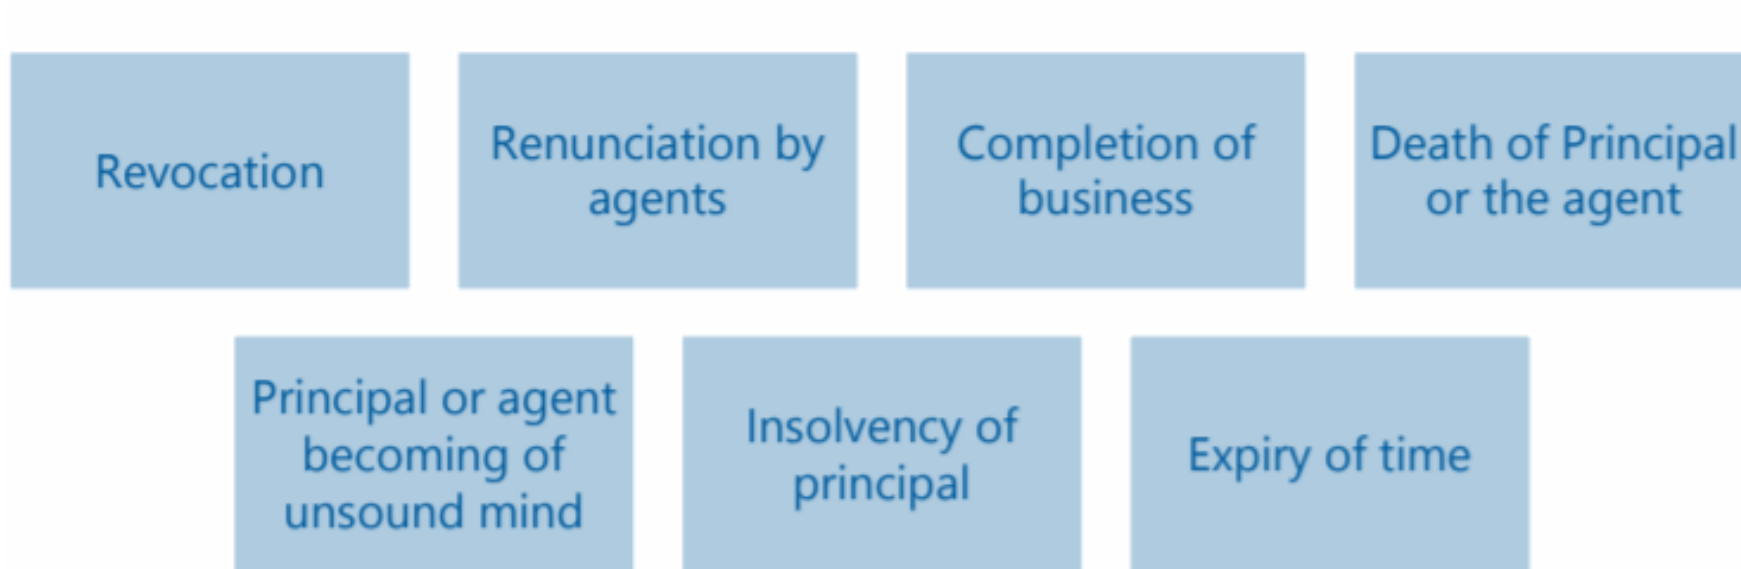 Revocation
Renunciation by
agents
Completion of
business
Death of Principal
or the agent
Principal or agent
becoming of
unsound mind
Insolvency of
principal
Expiry of time